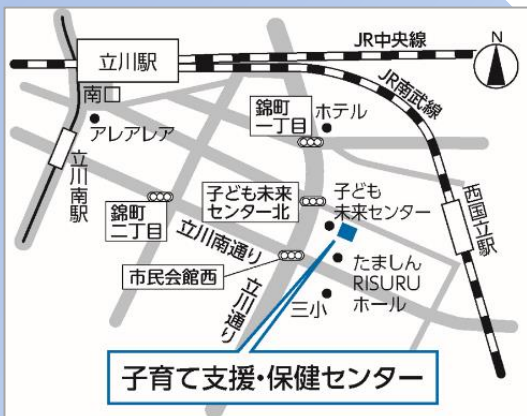 JR中央線
N
立川駅
南口
JR南武線
アレアレア
錦町
一丁目
ホテル
立川南駅
錦町
二丁目
子ども未来
センター北
子ども
未来センター
西国立駅
立川南通り
市民会館西
立川通り
たましん
RISURU
ホール
三小
子育て支援・保健センター